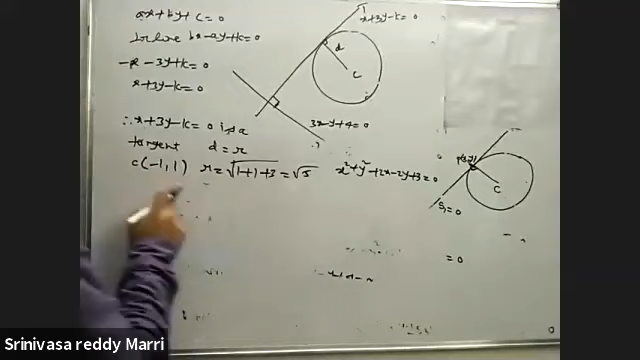 ax+by+c=0
bx-ay+k=0
-x-3y+k=0
x+3y-k=0
∴ x+3y-k=0 is a
tangent d=r
C(-1,1) r=√1+1+3=√5 x²+y²+2x-2y+3=0
x+3y-k=0
d
C
3x-y+4=0
C
S₁=0
=0
Srinivasa reddy Marri